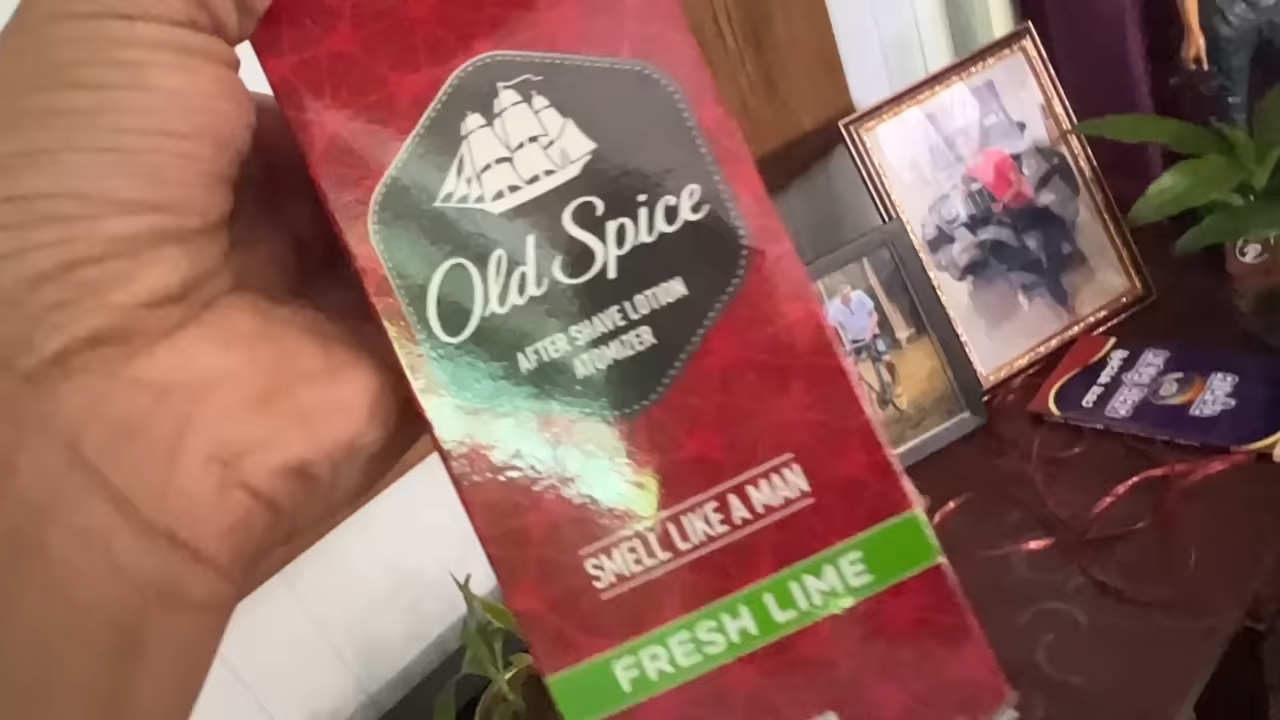 Old Spice
AFTER SHAVE LOTION
ATOMIZER
SMELL LIKE A MAN
FRESH LIME